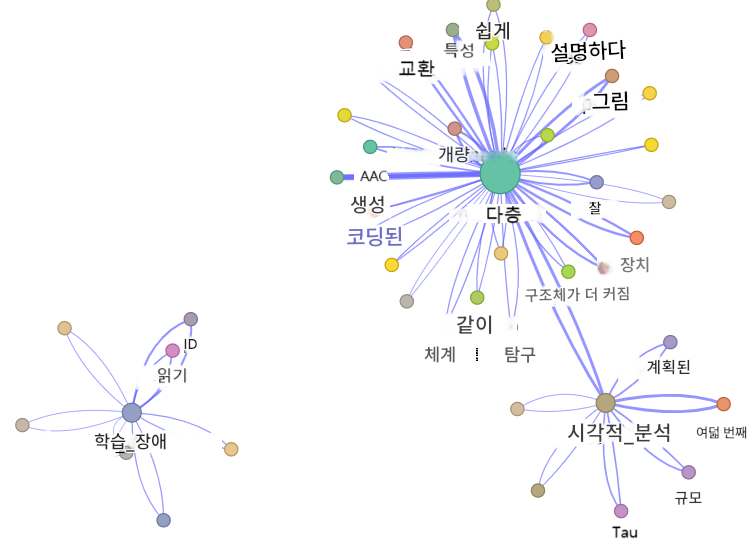 쉽게
특성
설명하다
교환
그림
개량
AAC
생성
잘
다층
코딩된
장치
구조체가 더 커짐
같이
체계
탐구
ID
읽기
계획된
학습_장애
시각적_분석
여덟 번째
규모
Tau